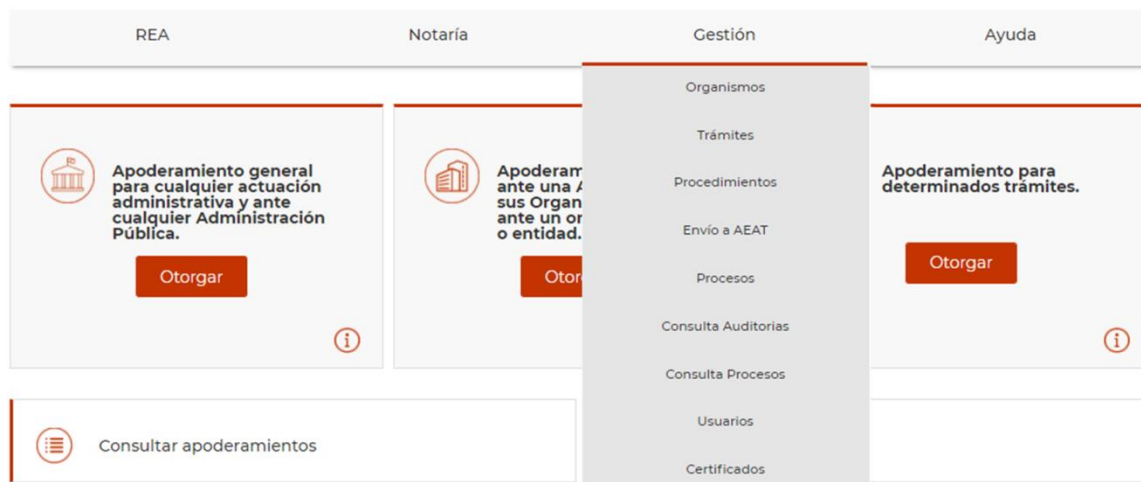 REA
Notaría
Gestión
Ayuda
Organismos
Trámites
Procedimientos
Envío a AEAT
Procesos
Consulta Auditorias
Consulta Procesos
Usuarios
Certificados
Apoderamiento general
para cualquier actuación
administrativa y ante
cualquier Administración
Pública.
Otorgar
Apoderam
ante una
sus Organ
ante un
o entidad.
Otor
Apoderamiento para
determinados trámites.
Otorgar
Consultar apoderamientos